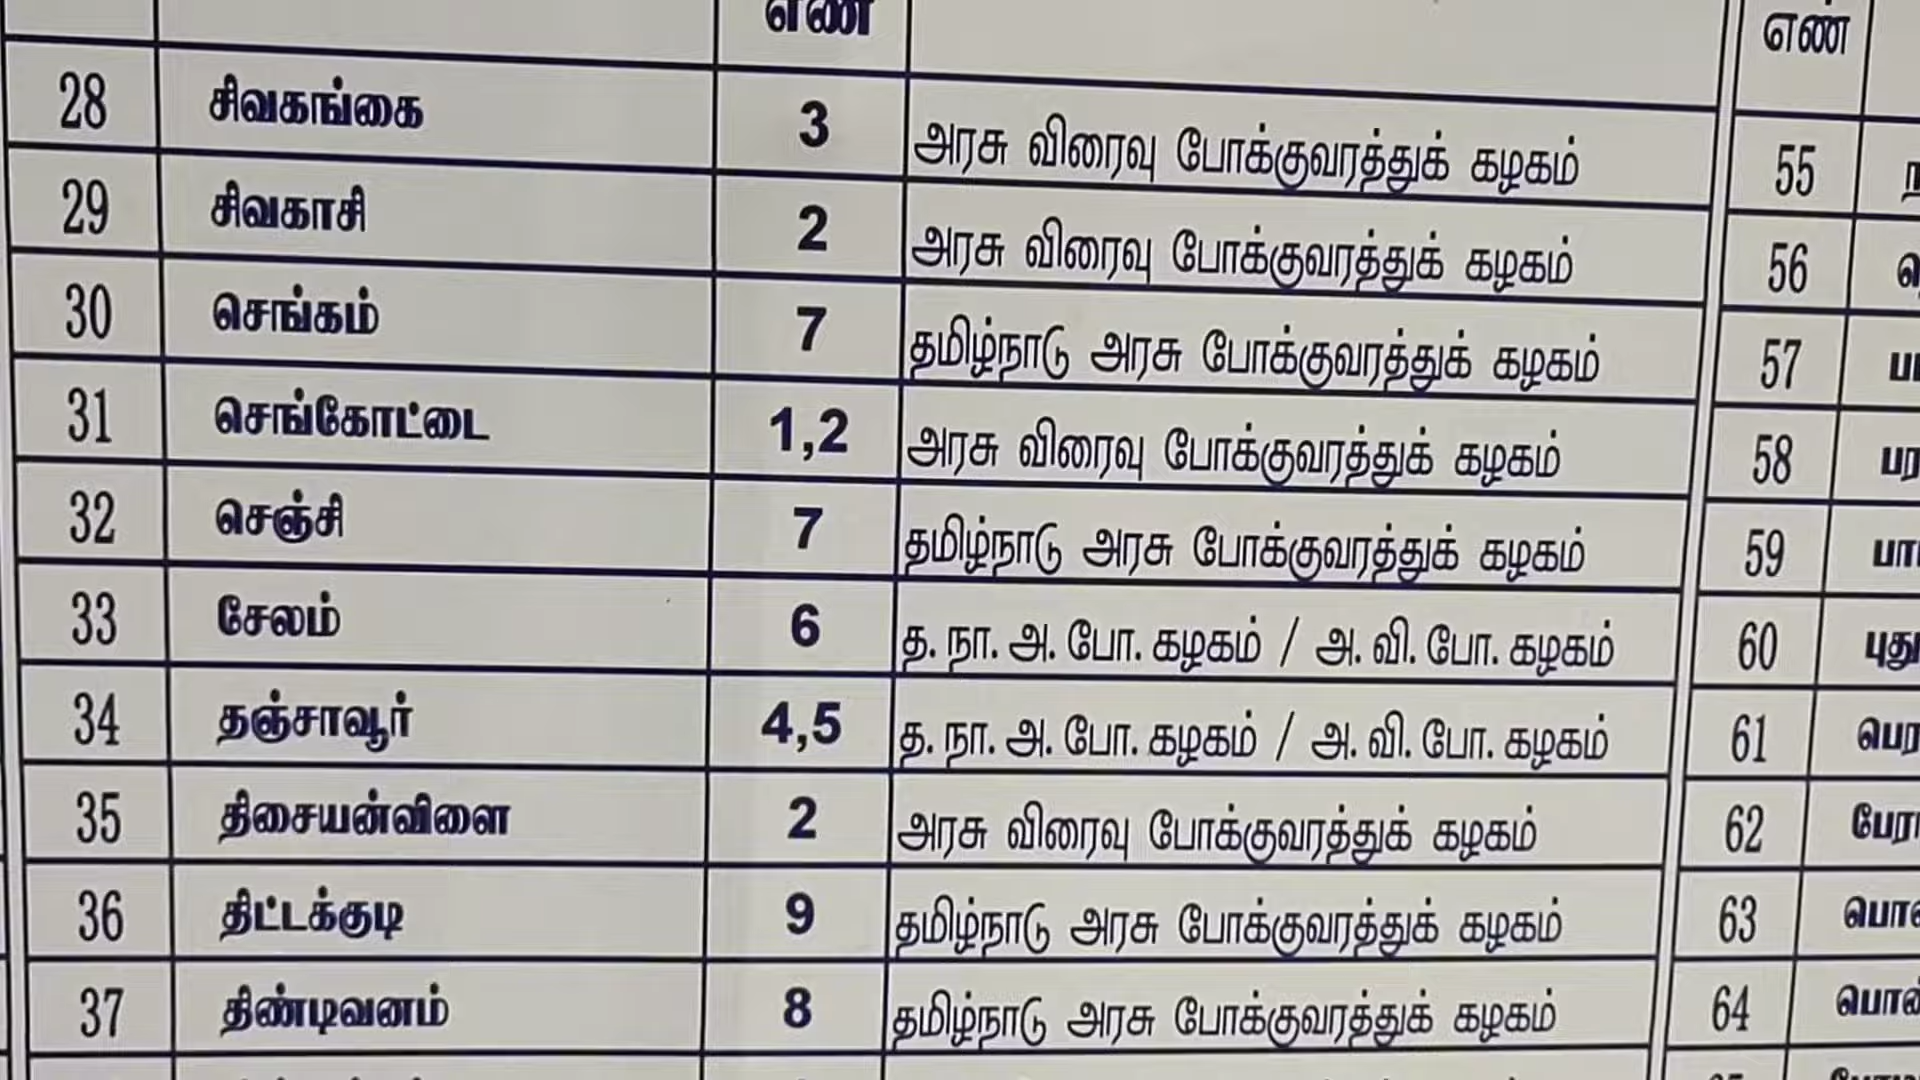 எண் எண்
28 சிவகங்கை 3 அரசு விரைவு போக்குவரத்துக் கழகம் 55
29 சிவகாசி 2 அரசு விரைவு போக்குவரத்துக் கழகம் 56
30 செங்கம் 7 தமிழ்நாடு அரசு போக்குவரத்துக் கழகம் 57
31 செங்கோட்டை 1,2 அரசு விரைவு போக்குவரத்துக் கழகம் 58
32 செஞ்சி 7 தமிழ்நாடு அரசு போக்குவரத்துக் கழகம் 59
33 சேலம் 6 த. நா. அ. போ. கழகம் / அ. வி. போ. கழகம் 60
34 தஞ்சாவூர் 4,5 த. நா. அ. போ. கழகம் / அ. வி. போ. கழகம் 61
35 திசையன்விளை 2 அரசு விரைவு போக்குவரத்துக் கழகம் 62
36 திட்டக்குடி 9 தமிழ்நாடு அரசு போக்குவரத்துக் கழகம் 63
37 திண்டிவனம் 8 தமிழ்நாடு அரசு போக்குவரத்துக் கழகம் 64